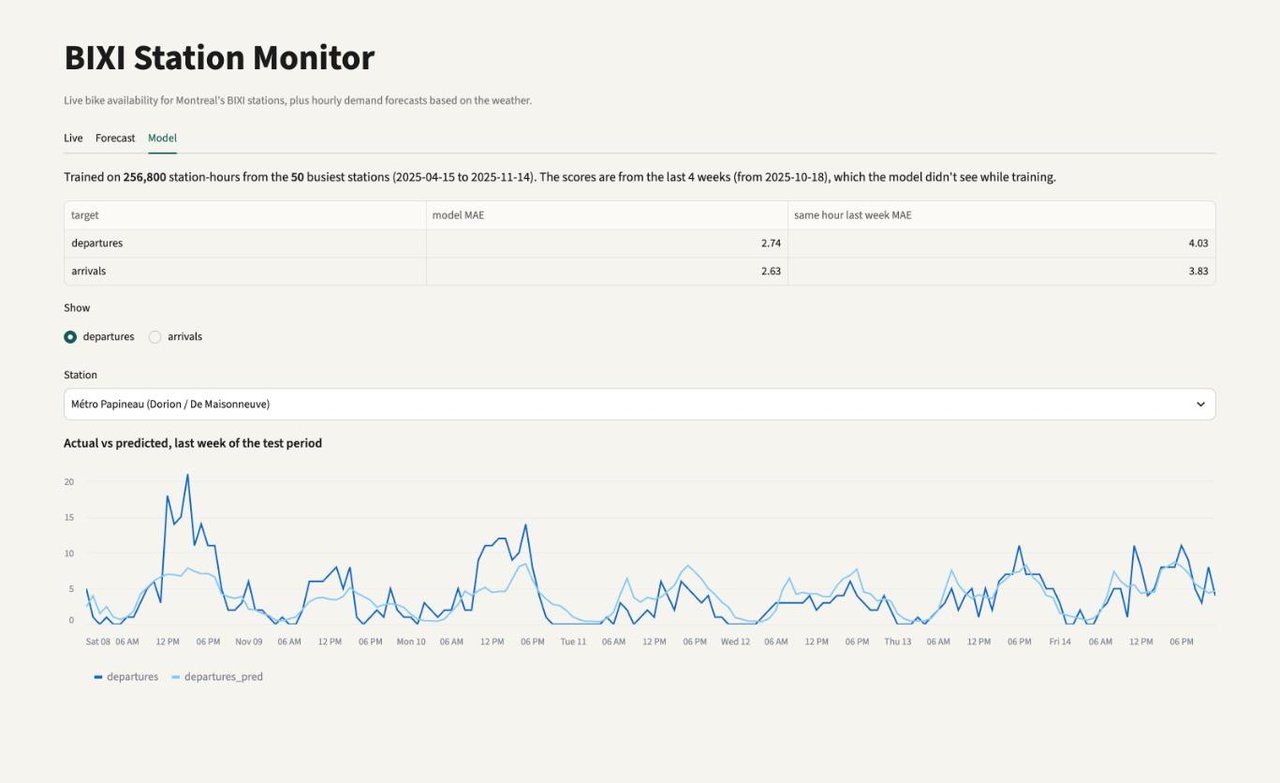 BIXI Station Monitor
Live bike availability for Montreal's BIXI stations, plus hourly demand forecasts based on the weather.
Live Forecast Model
Trained on 256,800 station-hours from the 50 busiest stations (2025-04-15 to 2025-11-14). The scores are from the last 4 weeks (from 2025-10-18), which the model didn't see while training.
target model MAE same hour last week MAE
departures 2.74 4.03
arrivals 2.63 3.83
Show
departures arrivals
Station
Métro Papineau (Dorion / De Maisonneuve)
Actual vs predicted, last week of the test period
20
15
10
5
0
Sat 08 06 AM 12 PM 06 PM Nov 09 06 AM 12 PM 06 PM Mon 10 06 AM 12 PM 06 PM Tue 11 06 AM 12 PM 06 PM Wed 12 06 AM 12 PM 06 PM Thu 13 06 AM 12 PM 06 PM Fri 14 06 AM 12 PM 06 PM
departures departures_pred